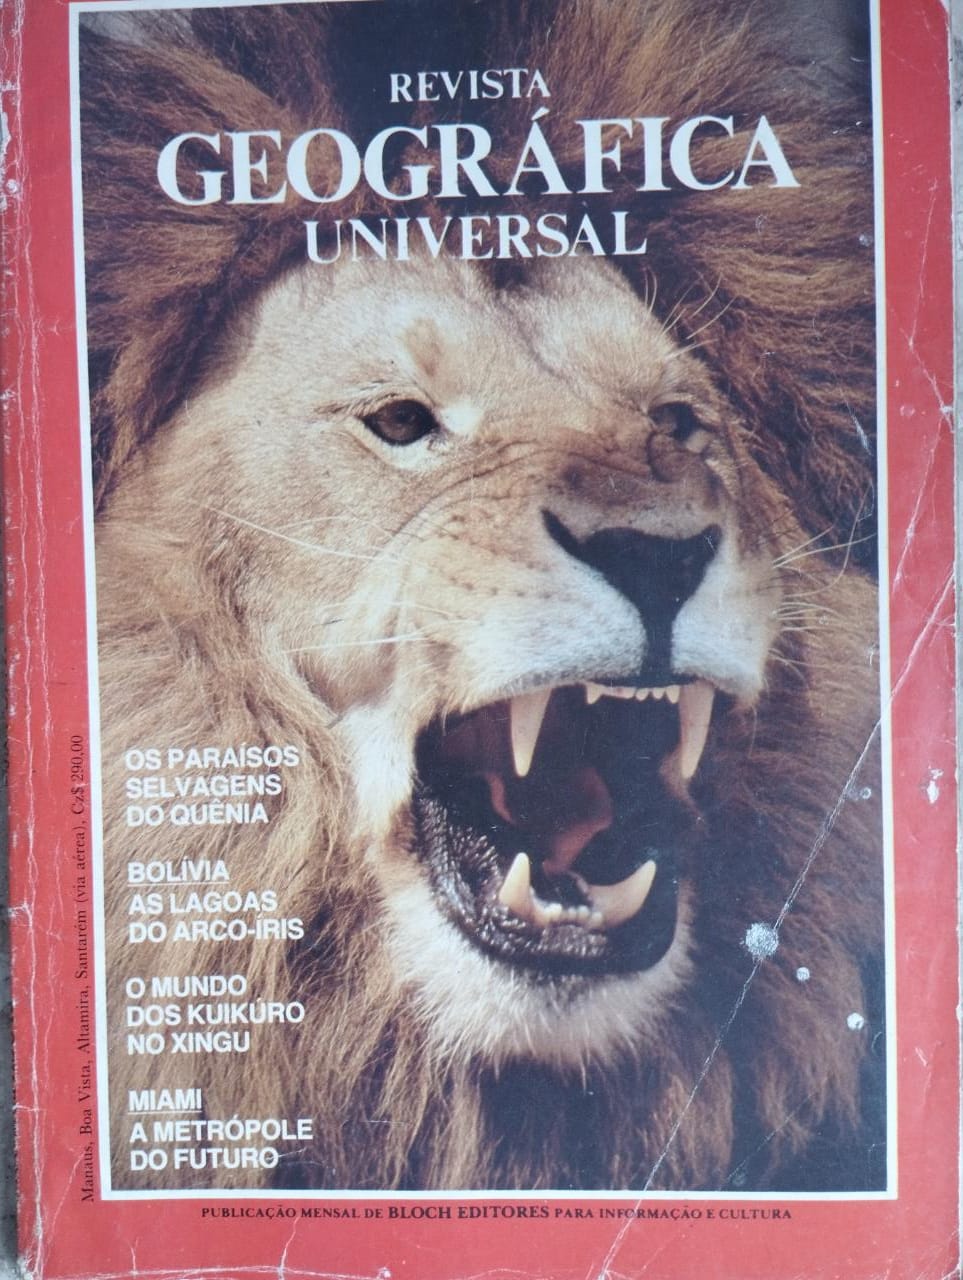 REVISTA
GEOGRÁFICA
UNIVERSAL
OS PARAÍSOS
SELVAGENS
DO QUÊNIA
BOLÍVIA
AS LAGOAS
DO ARCO-ÍRIS
O MUNDO
DOS KUIKÚRO
NO XINGU
MIAMI
A METRÓPOLE
DO FUTURO
Manaus, Boa Vista, Altamira, Santarém (via aérea), Cz$ 290,00
PUBLICAÇÃO MENSAL DE BLOCH EDITORES PARA INFORMAÇÃO E CULTURA